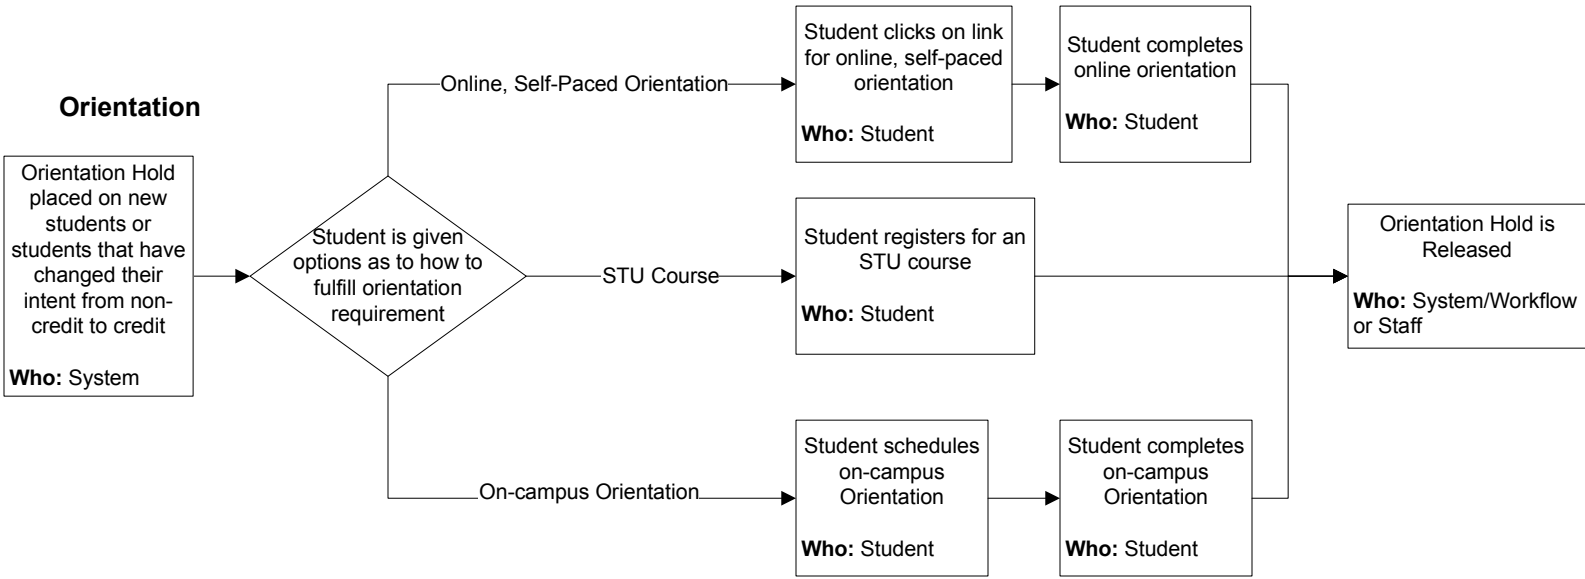 Orientation
Orientation Hold
placed on new
students or
students that have
changed their
intent from non-
credit to credit
Who: System
Student is given
options as to how to
fulfill orientation
requirement
Online, Self-Paced Orientation
Student clicks on link
for online, self-paced
orientation
Who: Student
Student completes
online orientation
Who: Student
STU Course
Student registers for an
STU course
Who: Student
On-campus Orientation
Student schedules
on-campus
Orientation
Who: Student
Student completes
on-campus
Orientation
Who: Student
Orientation Hold is
Released
Who: System/Workflow
or Staff